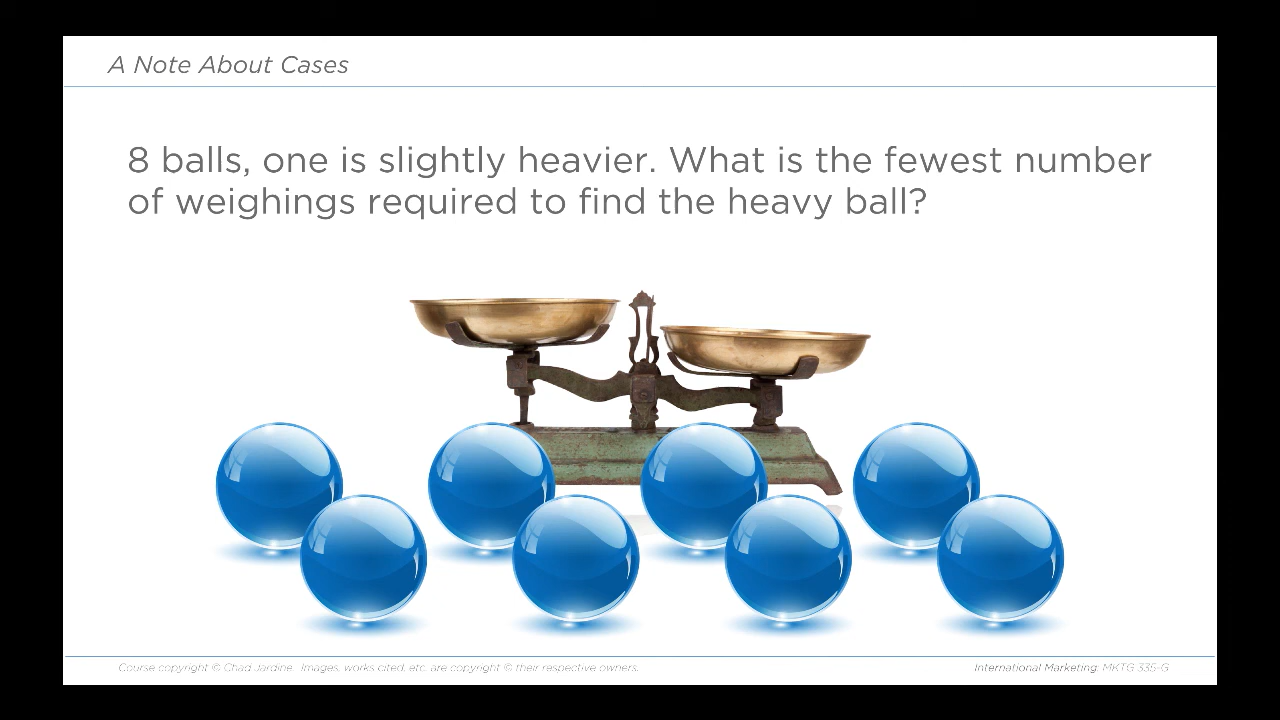 A Note About Cases
8 balls, one is slightly heavier. What is the fewest number
of weighings required to find the heavy ball?
Course copyright © Chad Jardine. Images, works cited, etc. are copyright © their respective owners.
International Marketing: MKTG 335-G